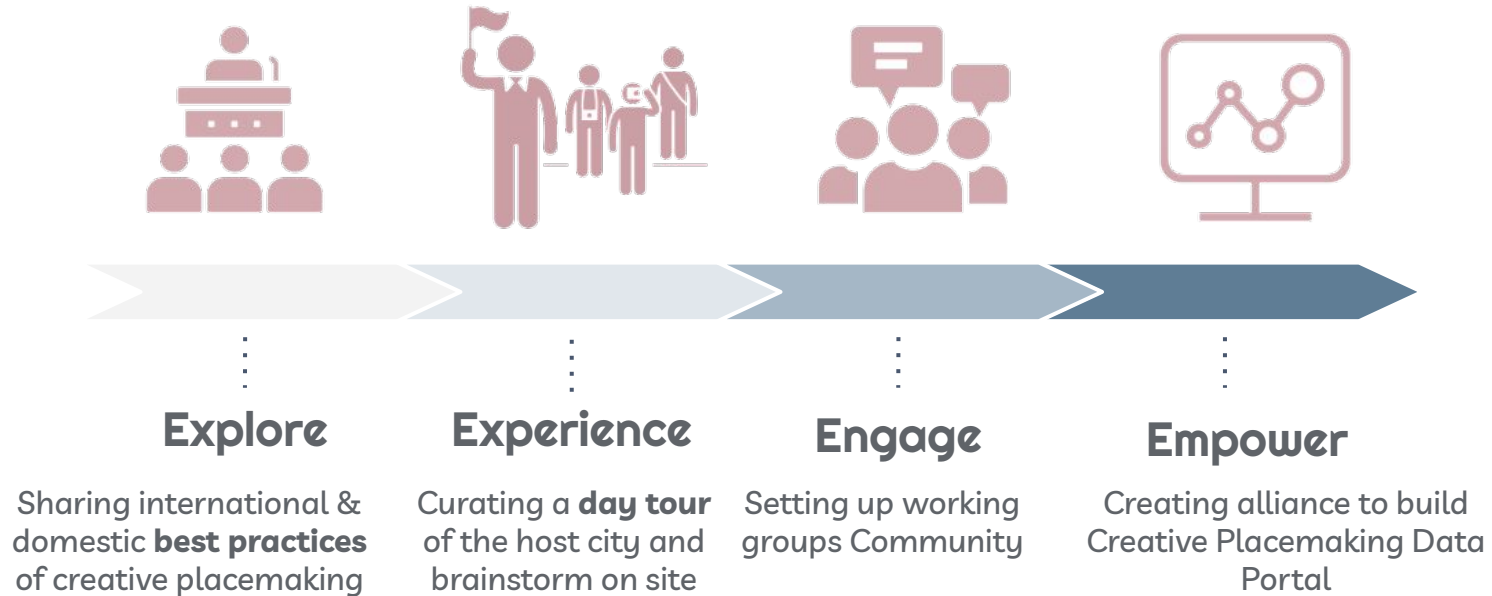 Explore
Sharing international &
domestic best practices
of creative placemaking
Experience
Curating a day tour
of the host city and
brainstorm on site
Engage
Setting up working
groups Community
Empower
Creating alliance to build
Creative Placemaking Data
Portal